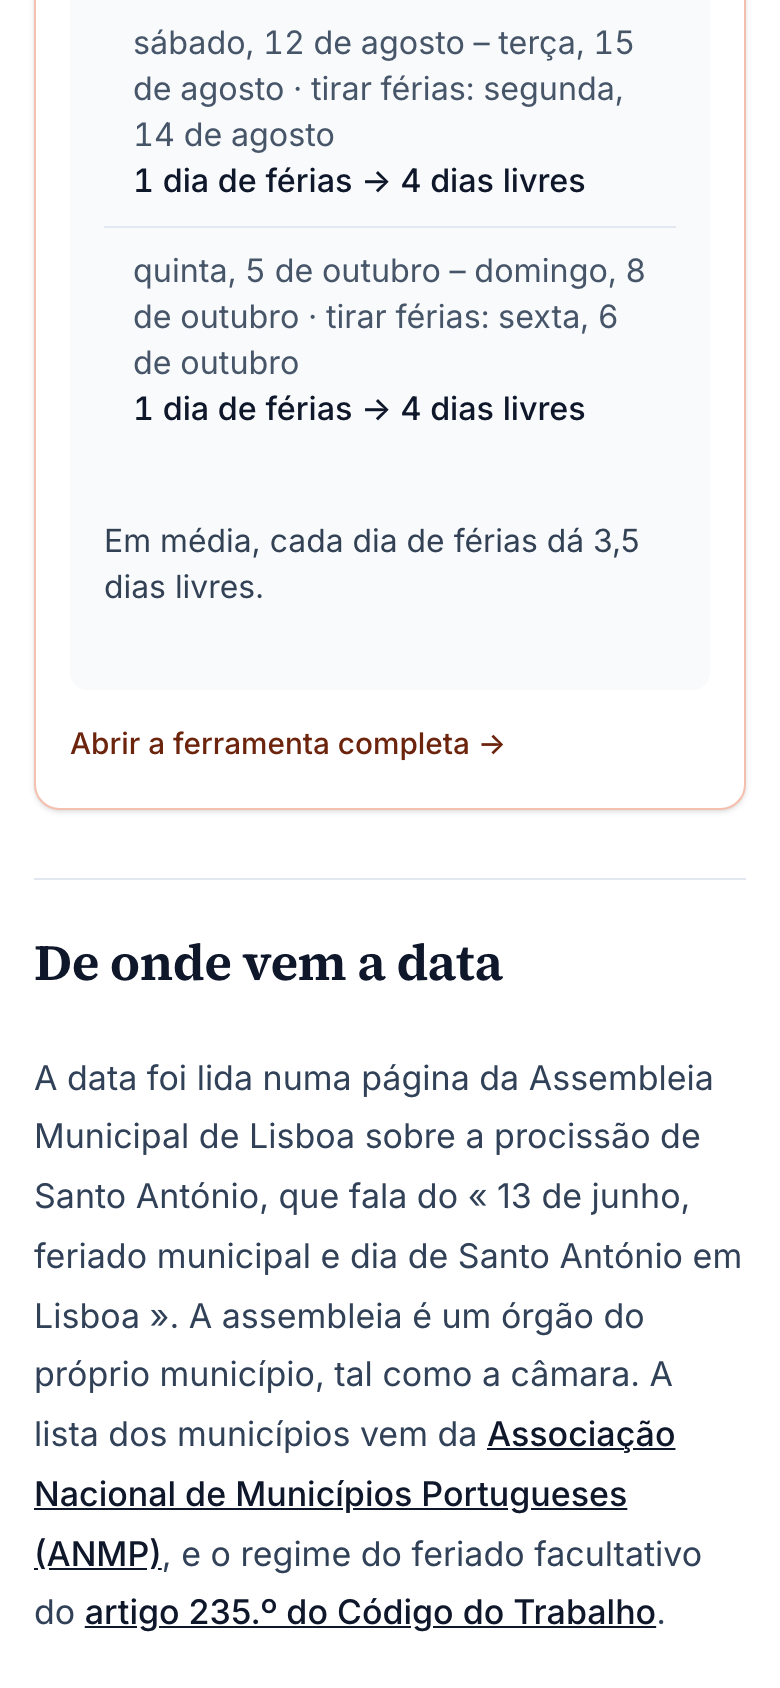 sábado, 12 de agosto – terça, 15
de agosto · tirar férias: segunda,
14 de agosto
1 dia de férias → 4 dias livres
quinta, 5 de outubro – domingo, 8
de outubro · tirar férias: sexta, 6
de outubro
1 dia de férias → 4 dias livres
Em média, cada dia de férias dá 3,5
dias livres.
Abrir a ferramenta completa →
De onde vem a data
A data foi lida numa página da Assembleia
Municipal de Lisboa sobre a procissão de
Santo António, que fala do « 13 de junho,
feriado municipal e dia de Santo António em
Lisboa ». A assembleia é um órgão do
próprio município, tal como a câmara. A
lista dos municípios vem da Associação
Nacional de Municípios Portugueses
(ANMP), e o regime do feriado facultativo
do artigo 235.º do Código do Trabalho.